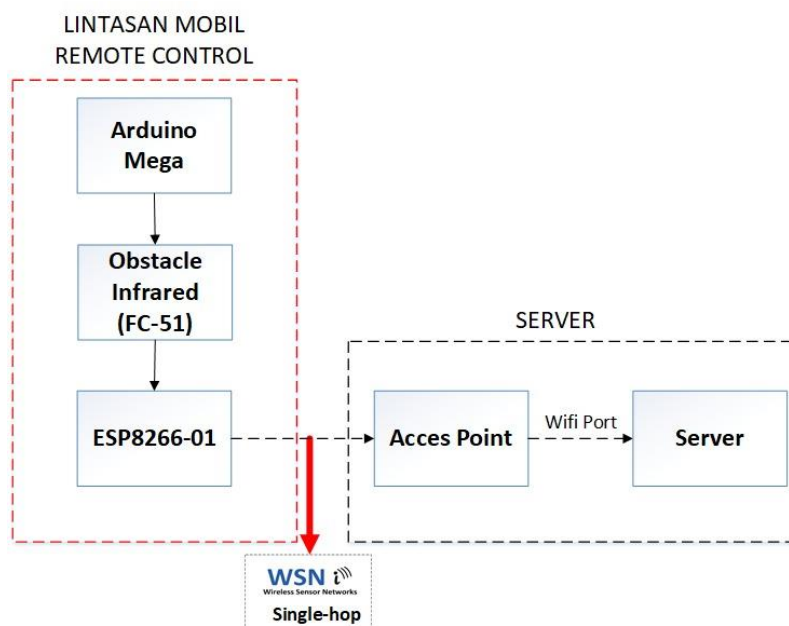 LINTASAN MOBIL
REMOTE CONTROL
Arduino
Mega
Obstacle
Infrared
(FC-51)
ESP8266-01
SERVER
Acces Point
Wifi Port
Server
WSN i
Wireless Sensor Networks
Single-hop